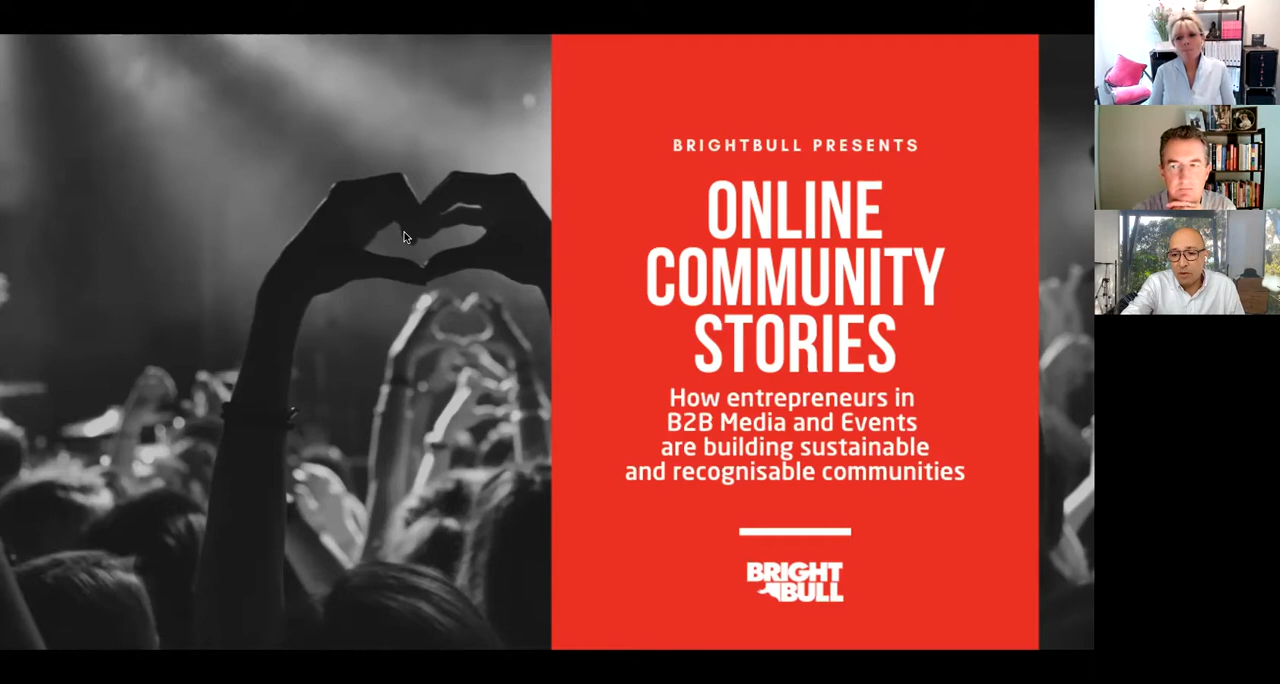 BRIGHTBULL PRESENTS
ONLINE
COMMUNITY
STORIES
How entrepreneurs in
B2B Media and Events
are building sustainable
and recognisable communities
BRIGHT
BULL